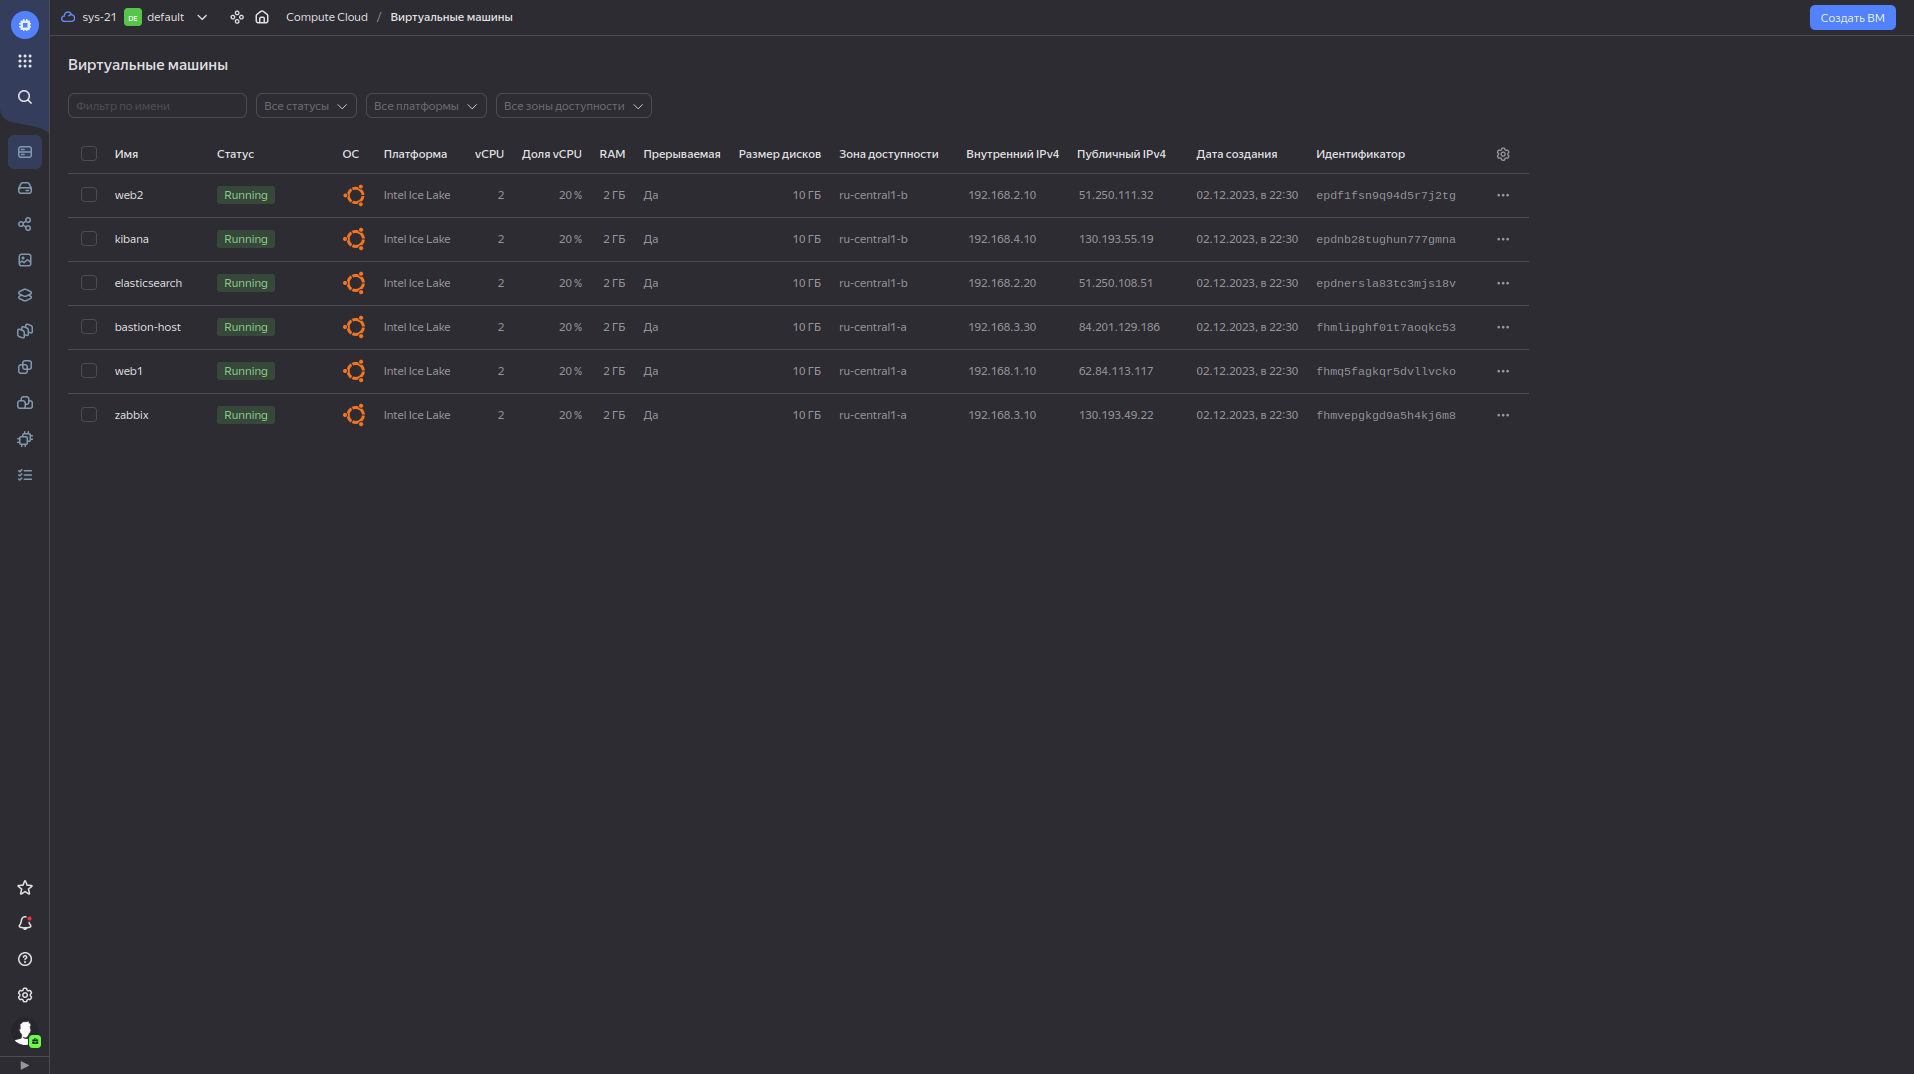 sys-21 DE default Compute Cloud / Виртуальные машины Создать ВМ
Виртуальные машины
Фильтр по имени Все статусы Все платформы Все зоны доступности
Имя Статус ОС Платформа vCPU Доля vCPU RAM Прерываемая Размер дисков Зона доступности Внутренний IPv4 Публичный IPv4 Дата создания Идентификатор
web2 Running Intel Ice Lake 2 20 % 2 ГБ Да 10 ГБ ru-central1-b 192.168.2.10 51.250.111.32 02.12.2023, в 22:30 epdf1fsn9q94d5r7j2tg
kibana Running Intel Ice Lake 2 20 % 2 ГБ Да 10 ГБ ru-central1-b 192.168.4.10 130.193.55.19 02.12.2023, в 22:30 epdnb28tughun777gmna
elasticsearch Running Intel Ice Lake 2 20 % 2 ГБ Да 10 ГБ ru-central1-b 192.168.2.20 51.250.108.51 02.12.2023, в 22:30 epdnersla83tc3mjs18v
bastion-host Running Intel Ice Lake 2 20 % 2 ГБ Да 10 ГБ ru-central1-a 192.168.3.30 84.201.129.186 02.12.2023, в 22:30 fhmlipghf01t7aoqkc53
web1 Running Intel Ice Lake 2 20 % 2 ГБ Да 10 ГБ ru-central1-a 192.168.1.10 62.84.113.117 02.12.2023, в 22:30 fhmq5fagkqr5dvllvcko
zabbix Running Intel Ice Lake 2 20 % 2 ГБ Да 10 ГБ ru-central1-a 192.168.3.10 130.193.49.22 02.12.2023, в 22:30 fhmvepgkgd9a5h4kj6m8